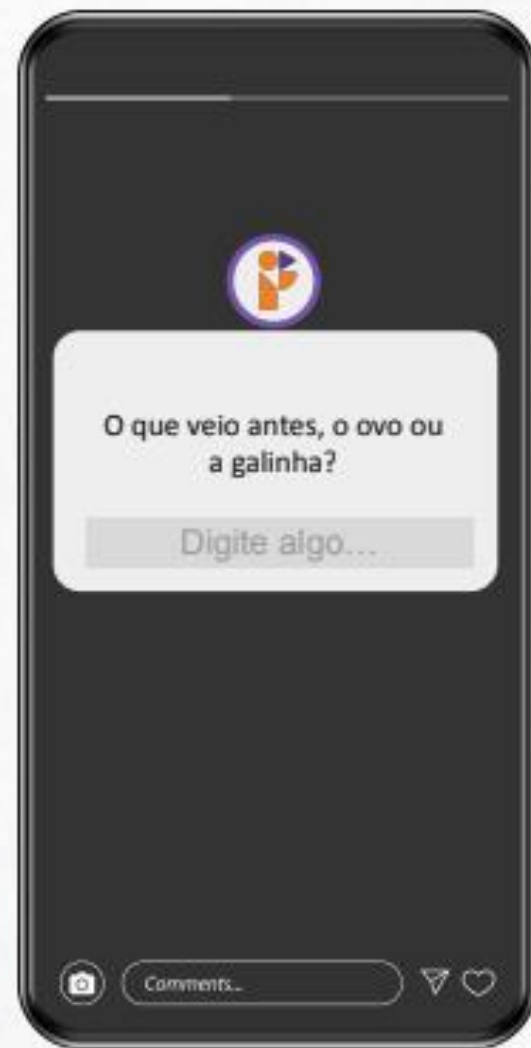 O que veio antes, o ovo ou
a galinha?
Digite algo...
Comments...